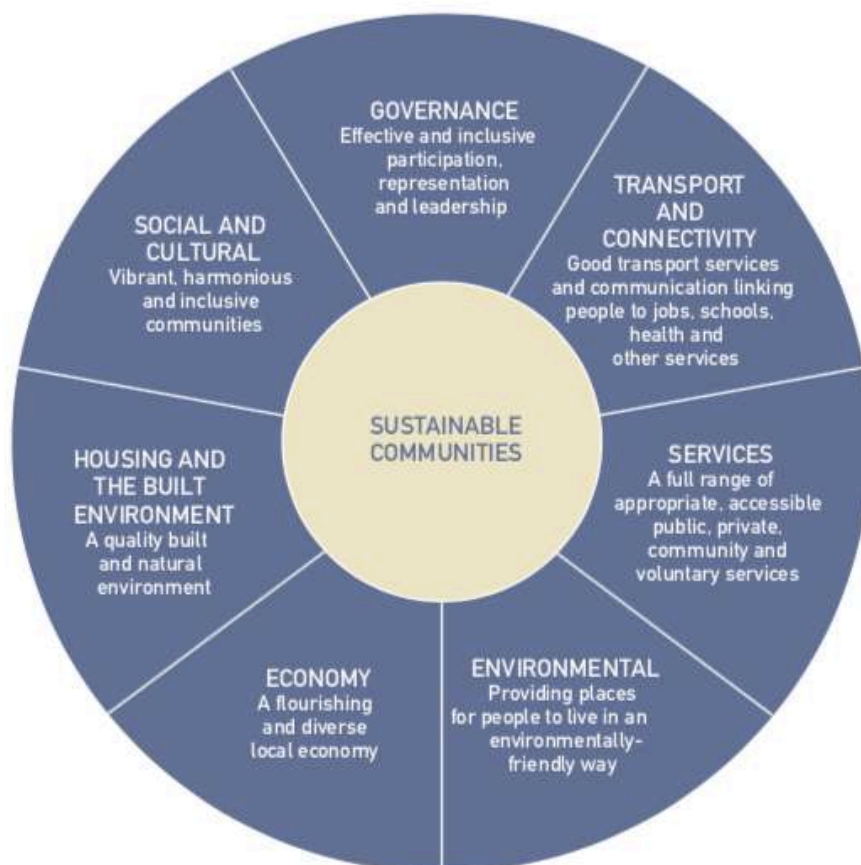 GOVERNANCE
Effective and inclusive
participation,
representation
and leadership
TRANSPORT
AND
CONNECTIVITY
Good transport services
and communication linking
people to jobs, schools,
health and
other services
SERVICES
A full range of
appropriate, accessible
public, private,
community and
voluntary services
ENVIRONMENTAL
Providing places
for people to live in an
environmentally-
friendly way
ECONOMY
A flourishing
and diverse
local economy
HOUSING AND
THE BUILT
ENVIRONMENT
A quality built
and natural
environment
SOCIAL AND
CULTURAL
Vibrant, harmonious
and inclusive
communities
SUSTAINABLE
COMMUNITIES